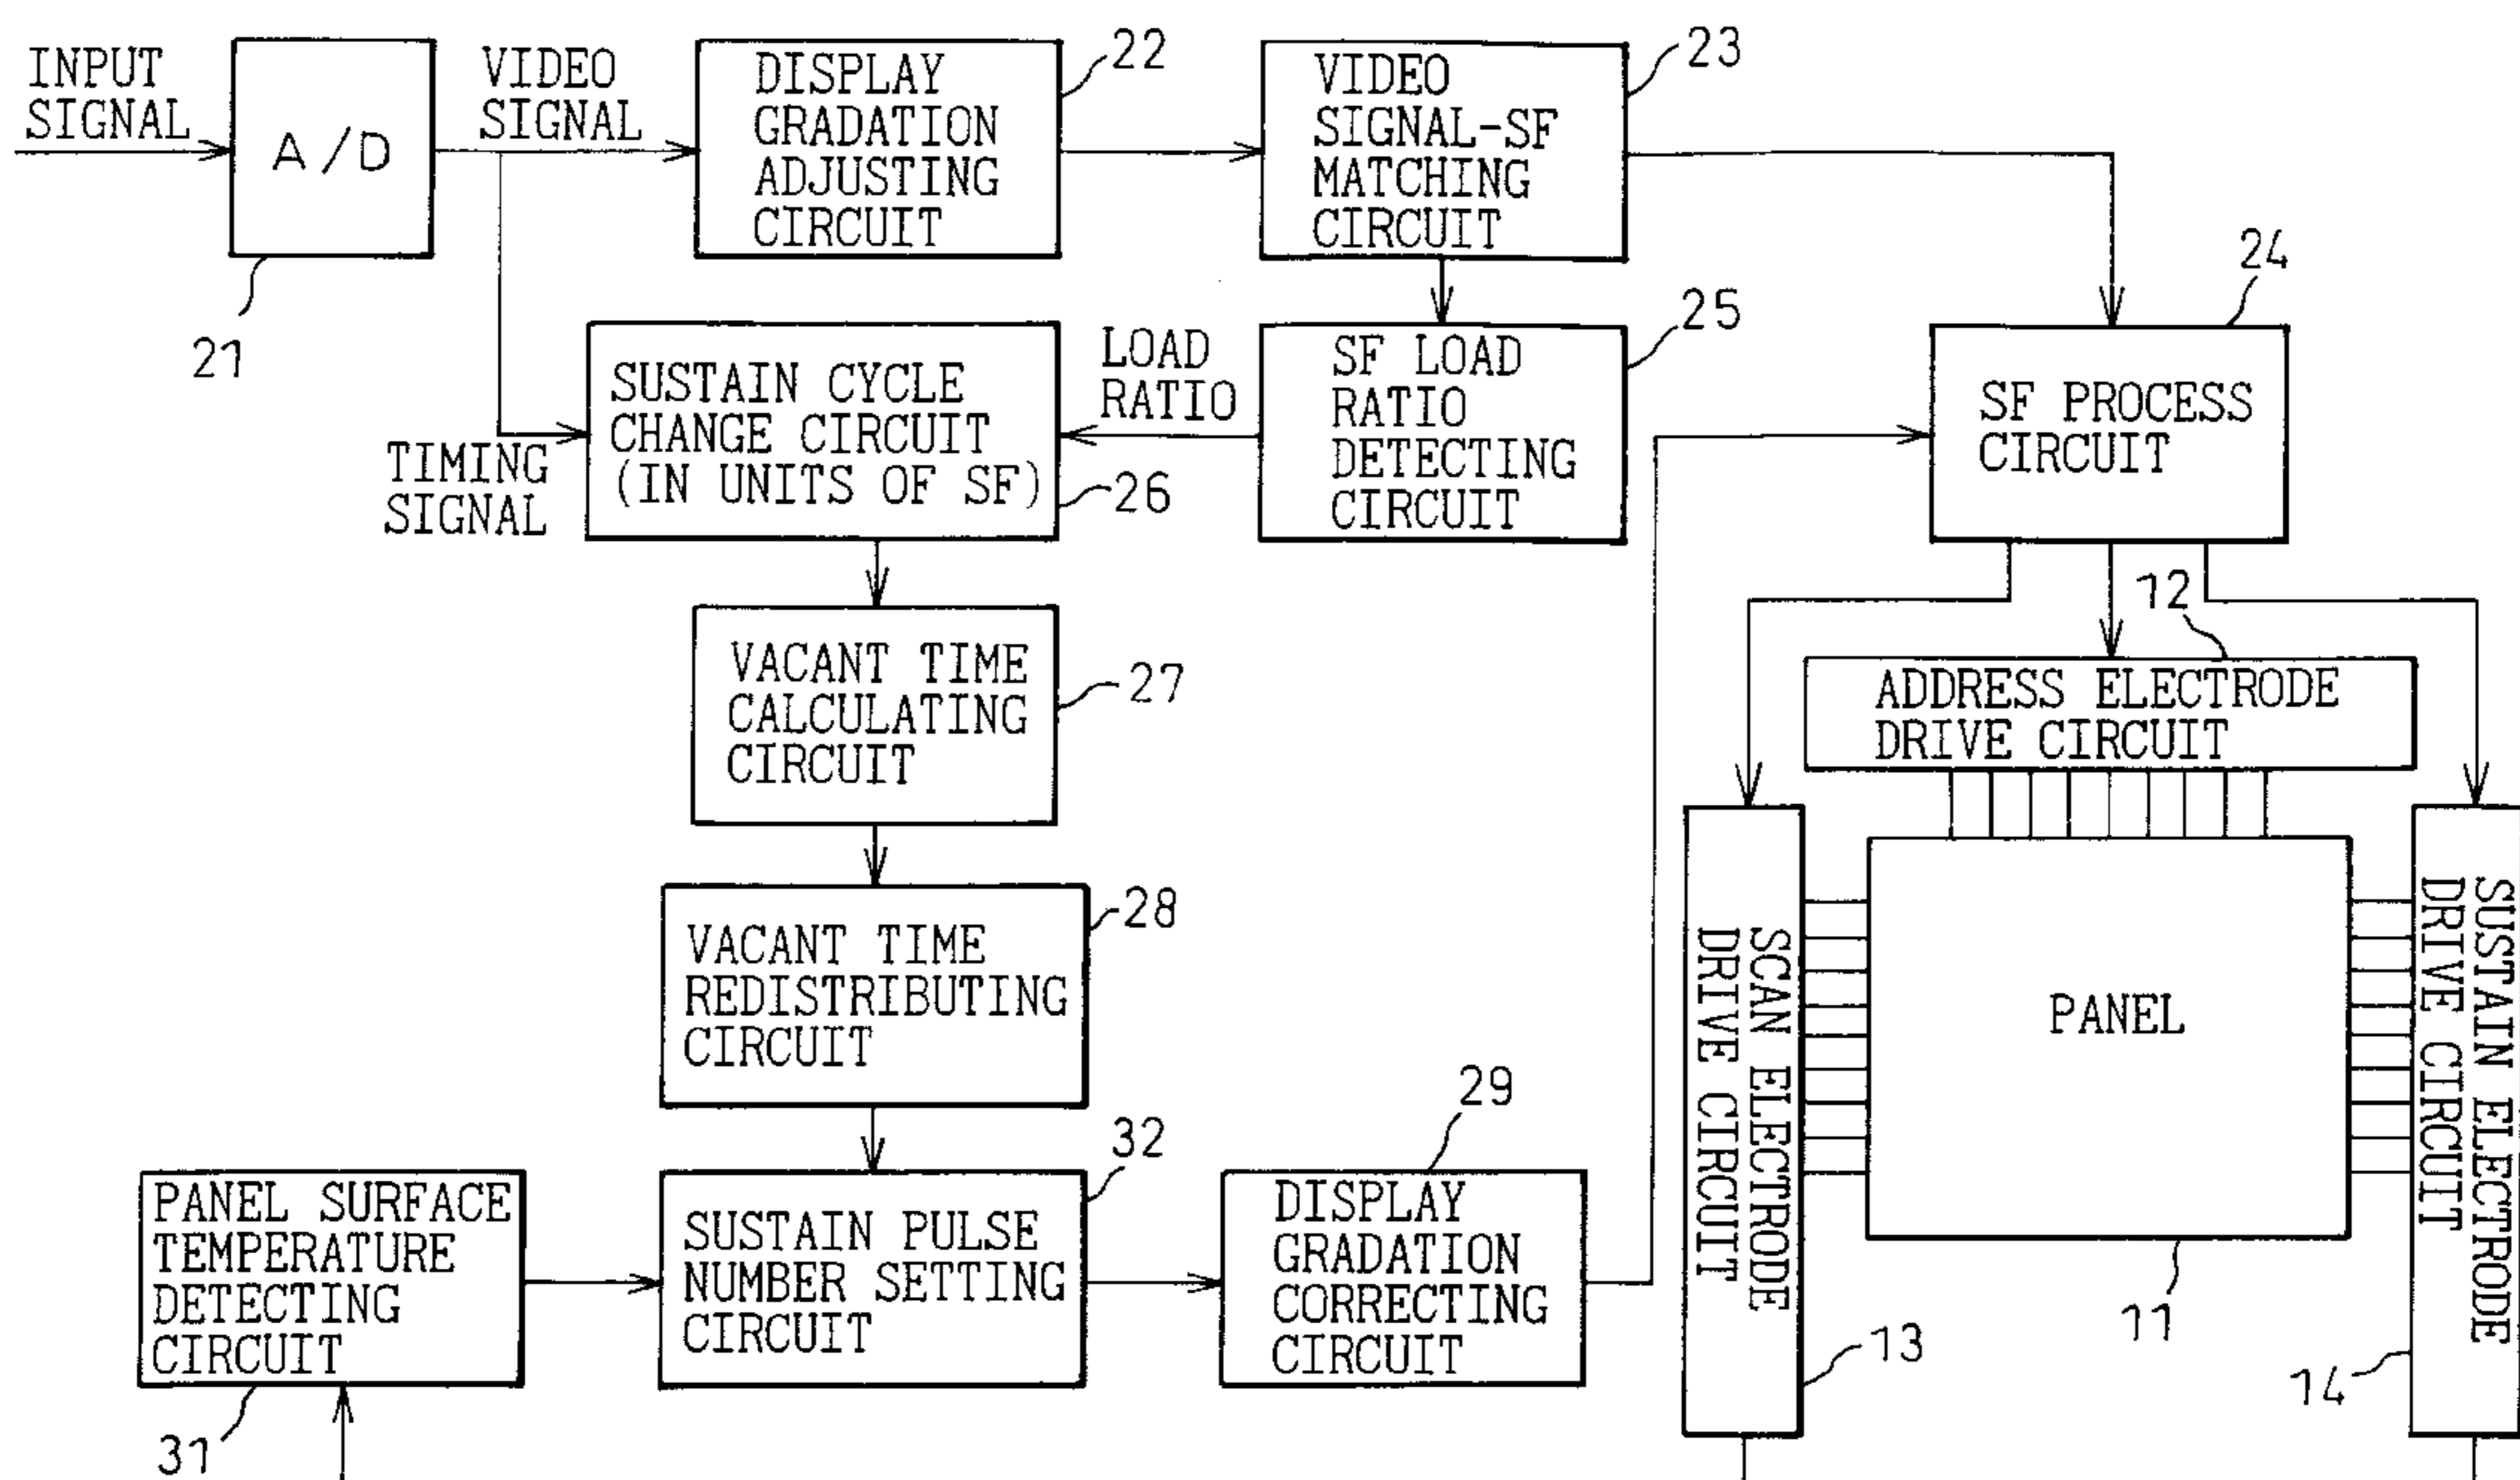 INPUT
SIGNAL
A/D
21
VIDEO
SIGNAL
DISPLAY
GRADATION
ADJUSTING
CIRCUIT
22
VIDEO
SIGNAL-SF
MATCHING
CIRCUIT
23
24
TIMING
SIGNAL
SUSTAIN CYCLE
CHANGE CIRCUIT
(IN UNITS OF SF)
26
LOAD
RATIO
SF LOAD
RATIO
DETECTING
CIRCUIT
25
SF PROCESS
CIRCUIT
VACANT TIME
CALCULATING
CIRCUIT
27
12
ADDRESS ELECTRODE
DRIVE CIRCUIT
VACANT TIME
REDISTRIBUTING
CIRCUIT
28
SCAN ELECTRODE
DRIVE CIRCUIT
13
PANEL
11
SUSTAIN ELECTRODE
DRIVE CIRCUIT
14
PANEL SURFACE
TEMPERATURE
DETECTING
CIRCUIT
31
SUSTAIN PULSE
NUMBER SETTING
CIRCUIT
32
DISPLAY
GRADATION
CORRECTING
CIRCUIT
29